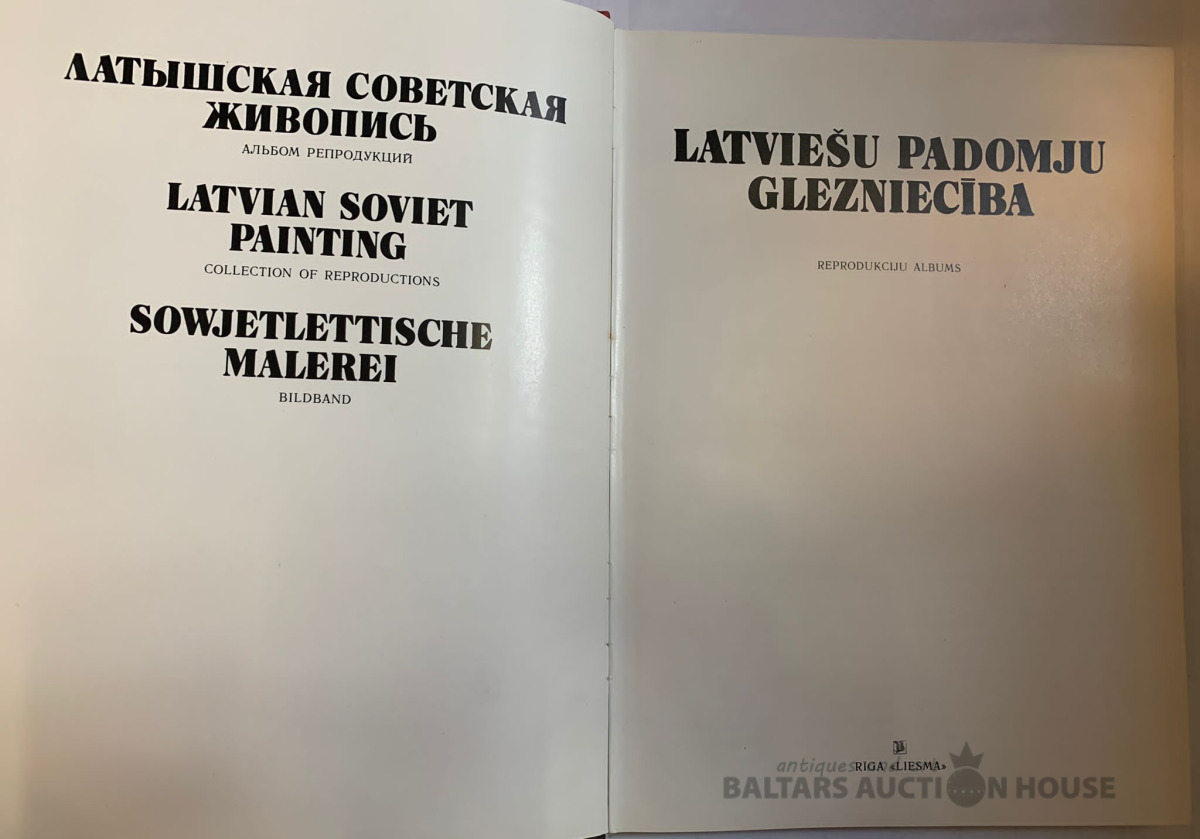 ЛАТЫШСКАЯ СОВЕТСКАЯ
ЖИВОПИСЬ
АЛЬБОМ РЕПРОДУКЦИЙ
LATVIAN SOVIET
PAINTING
COLLECTION OF REPRODUCTIONS
SOWJETLETTISCHE
MALEREI
BILDBAND
LATVIEŠU PADOMJU
GLEZNIECĪBA
REPRODUKCIJU ALBUMS
RIGA «LIESMA»
antiques
BALTARS AUCTION HOUSE